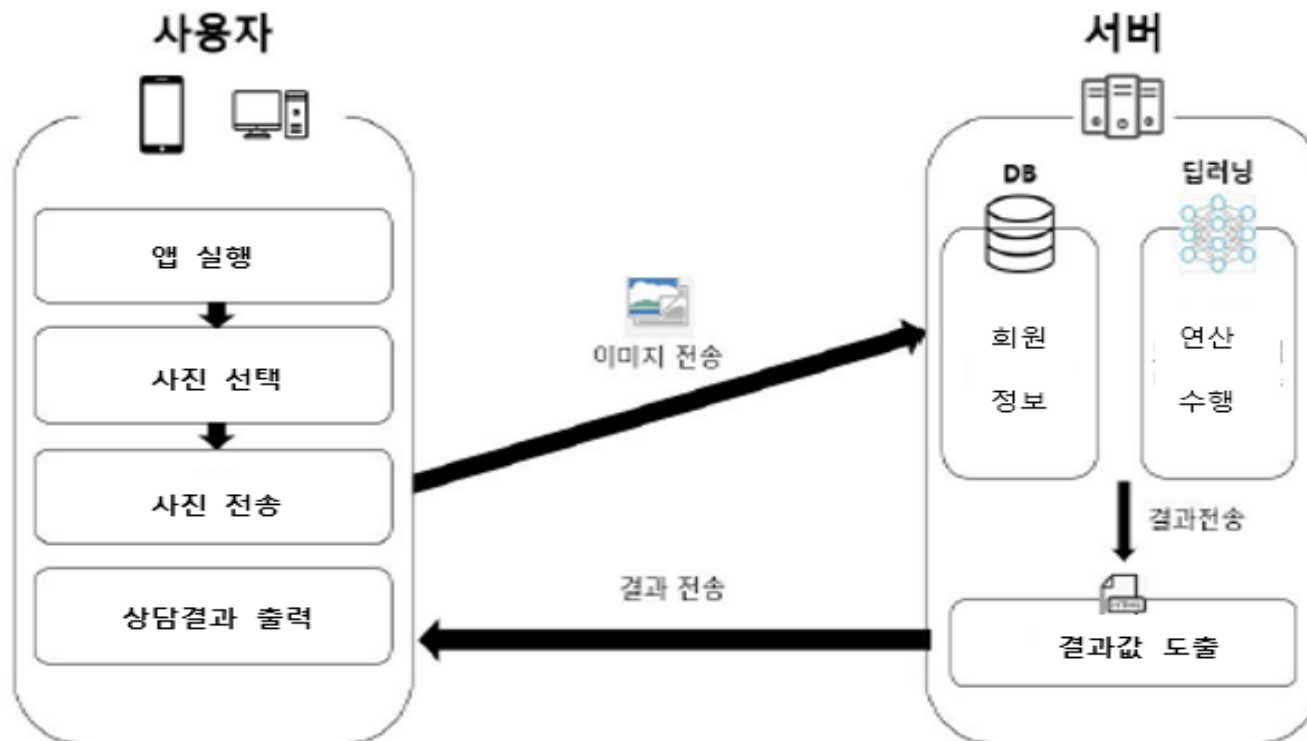 사용자
앱 실행
사진 선택
사진 전송
상담결과 출력
이미지 전송
결과 전송
서버
DB
딥러닝
회원
정보
연산
수행
결과전송
결과값 도출